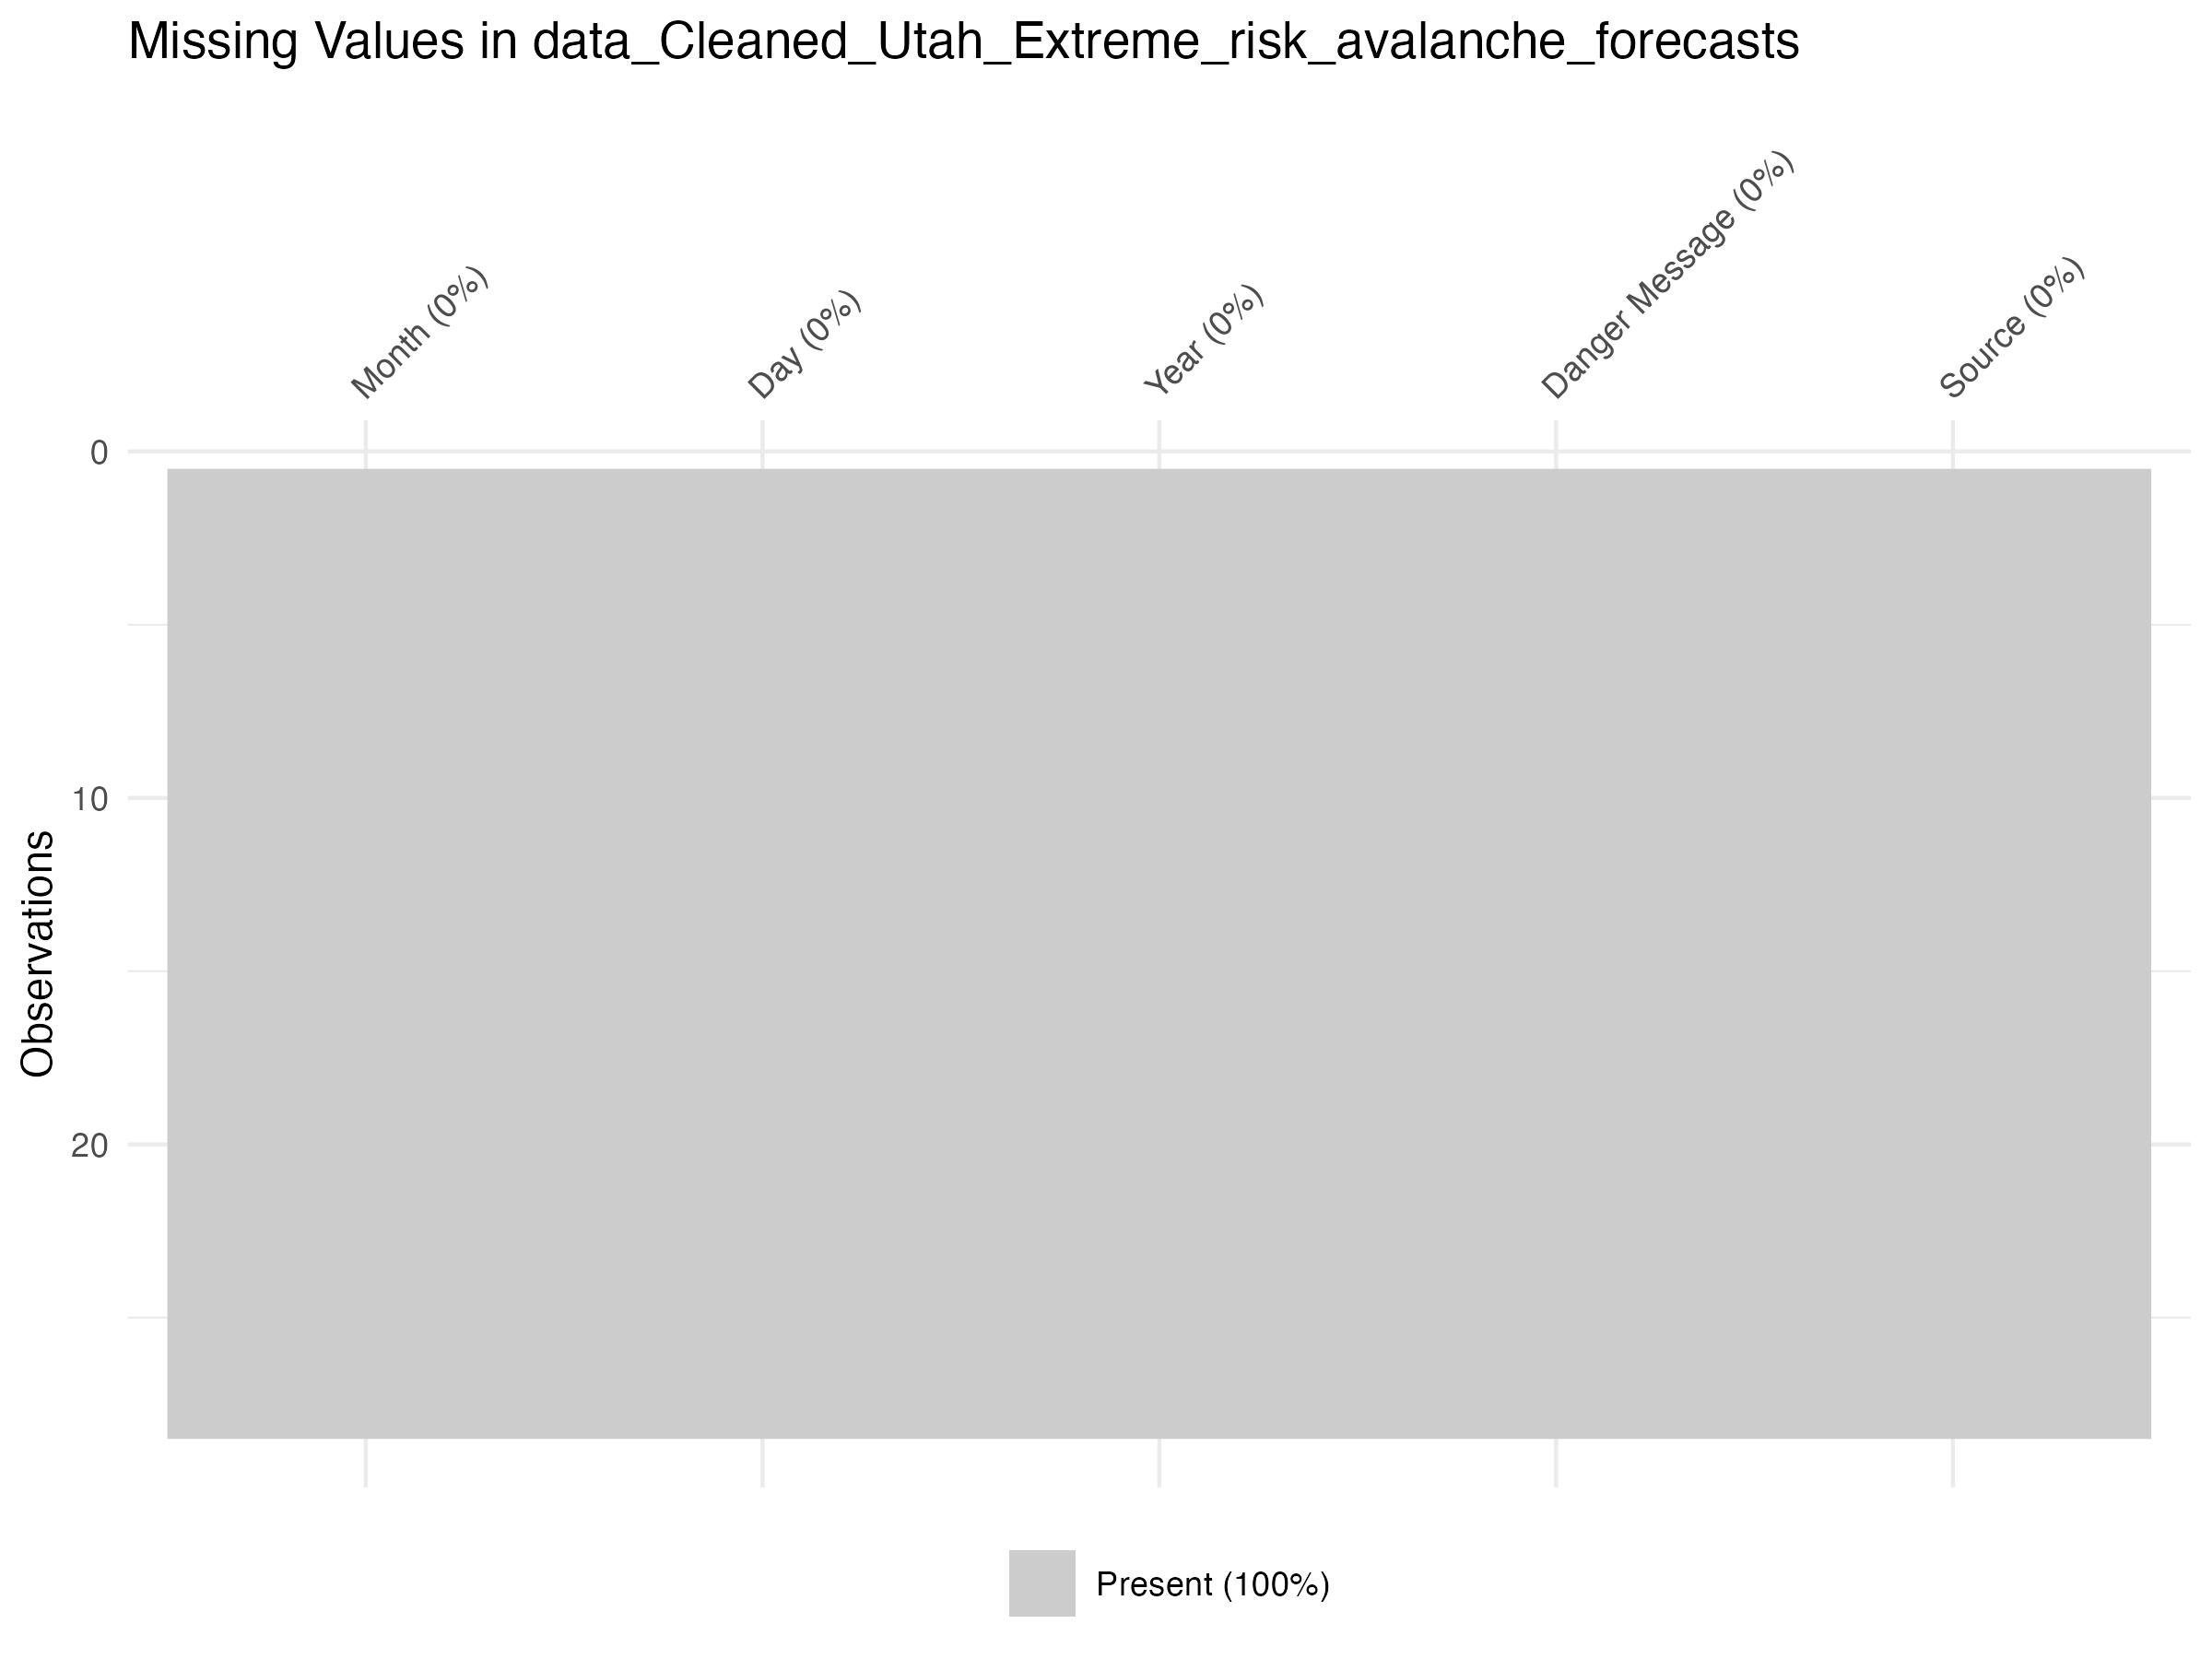 Missing Values in data_Cleaned_Utah_Extreme_risk_avalanche_forecasts
Month (0%)
Day (0%)
Year (0%)
Danger Message (0%)
Source (0%)
0
10
20
Observations
Present (100%)